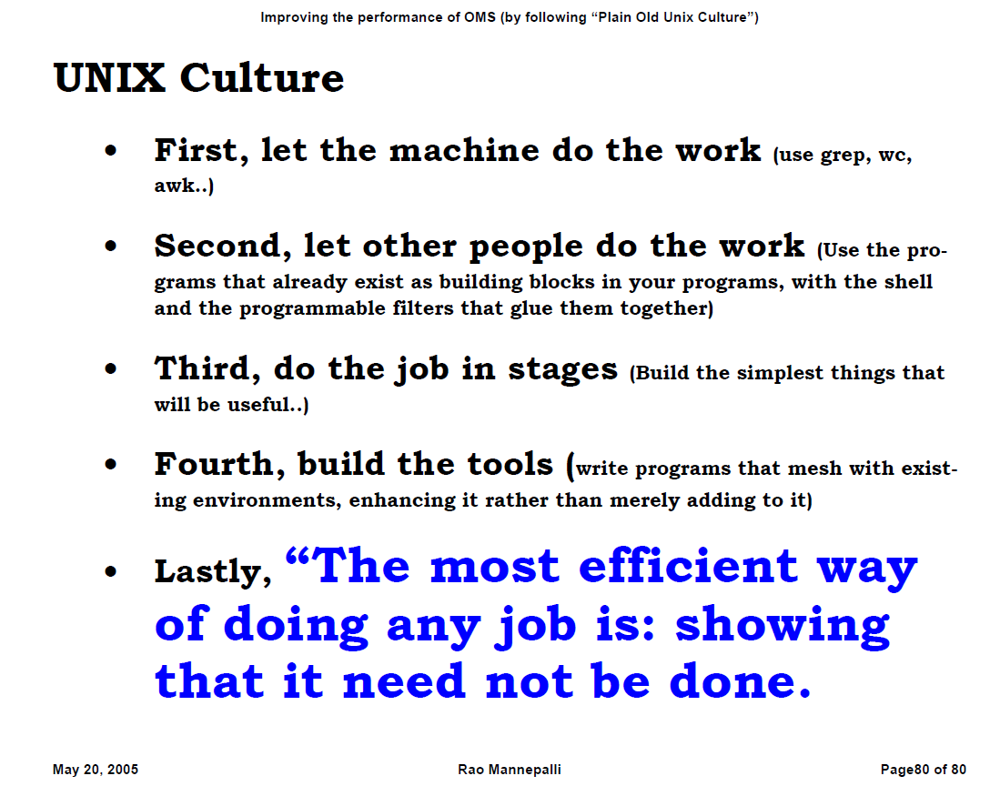 Improving the performance of OMS (by following “Plain Old Unix Culture”)
UNIX Culture
• First, let the machine do the work (use grep, wc,
awk..)
• Second, let other people do the work (Use the pro-
grams that already exist as building blocks in your programs, with the shell
and the programmable filters that glue them together)
• Third, do the job in stages (Build the simplest things that
will be useful..)
• Fourth, build the tools (write programs that mesh with exist-
ing environments, enhancing it rather than merely adding to it)
• Lastly, “The most efficient way
of doing any job is: showing
that it need not be done.
May 20, 2005 Rao Mannepalli Page80 of 80